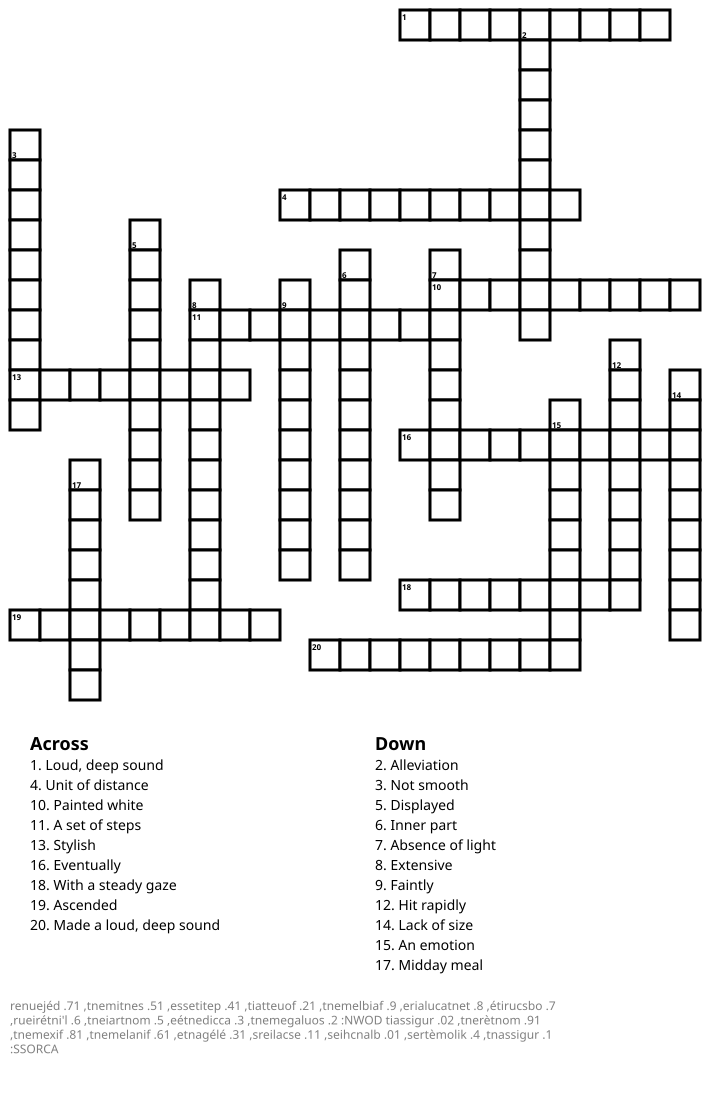 1
2
3
4
5
6
7
10
8
9
11
12
13
14
15
16
17
18
19
20
Across
1. Loud, deep sound
4. Unit of distance
10. Painted white
11. A set of steps
13. Stylish
16. Eventually
18. With a steady gaze
19. Ascended
20. Made a loud, deep sound
Down
2. Alleviation
3. Not smooth
5. Displayed
6. Inner part
7. Absence of light
8. Extensive
9. Faintly
12. Hit rapidly
14. Lack of size
15. An emotion
17. Midday meal
renuejéd .71 ,tnemitnes .51 ,essetitep .41 ,tiatteuof .21 ,tnemelbiaf .9 ,erialucatnet .8 ,étirucsbo .7
,rueirétni'l .6 ,tneiartnom .5 ,eétnedicca .3 ,tnemegaluos .2 :NWOD tiassigur .02 ,tnerètnom .91
,tnemexif .81 ,tnemelanif .61 ,etnagélé .31 ,sreilacse .11 ,seihcnalb .01 ,sertèmolik .4 ,tnassigur .1
:SSORCA